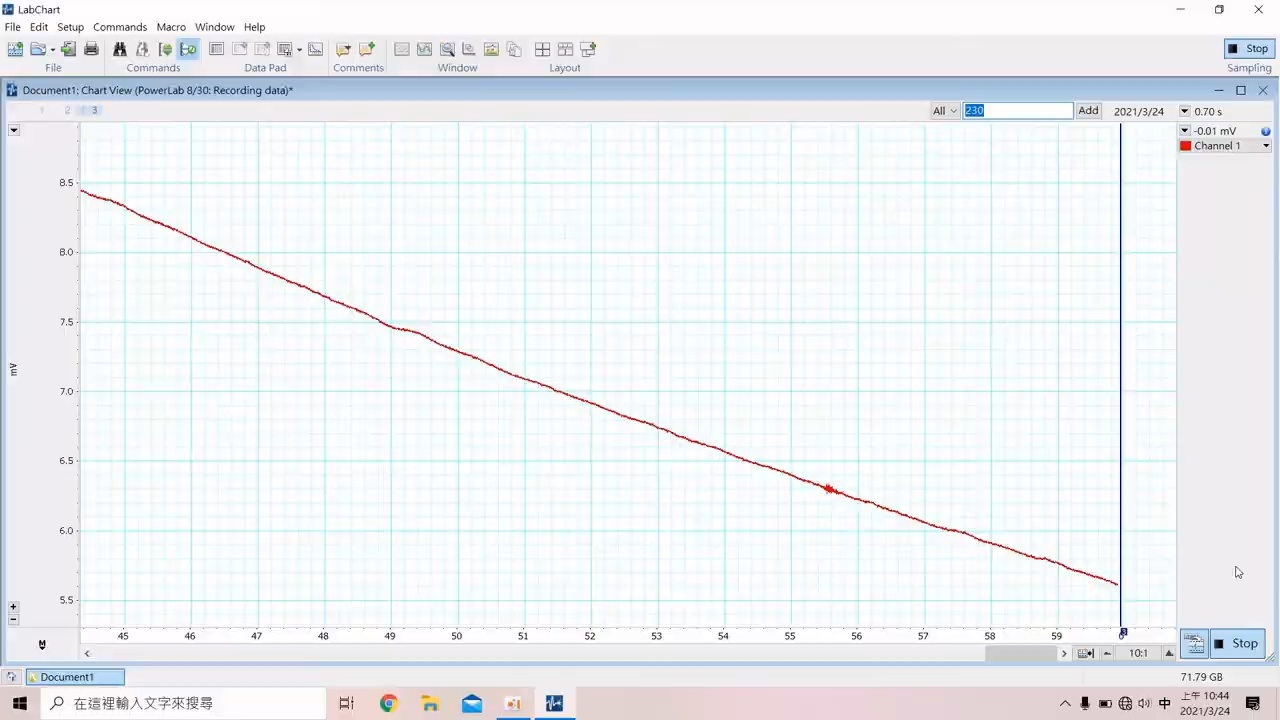 LabChart
File Edit Setup Commands Macro Window Help
Stop
File Commands Data Pad Comments Window Layout Sampling
Document1: Chart View (PowerLab 8/30: Recording data)*
1 2 3 All 230 Add 2021/3/24 0.70 s
-0.01 mV
Channel 1
8.5
8.0
7.5
7.0
mV
6.5
6.0
5.5
45 46 47 48 49 50 51 52 53 54 55 56 57 58 59
10:1 Stop
Document1 71.79 GB
在這裡輸入文字來搜尋 中 上午 10:44
2021/3/24